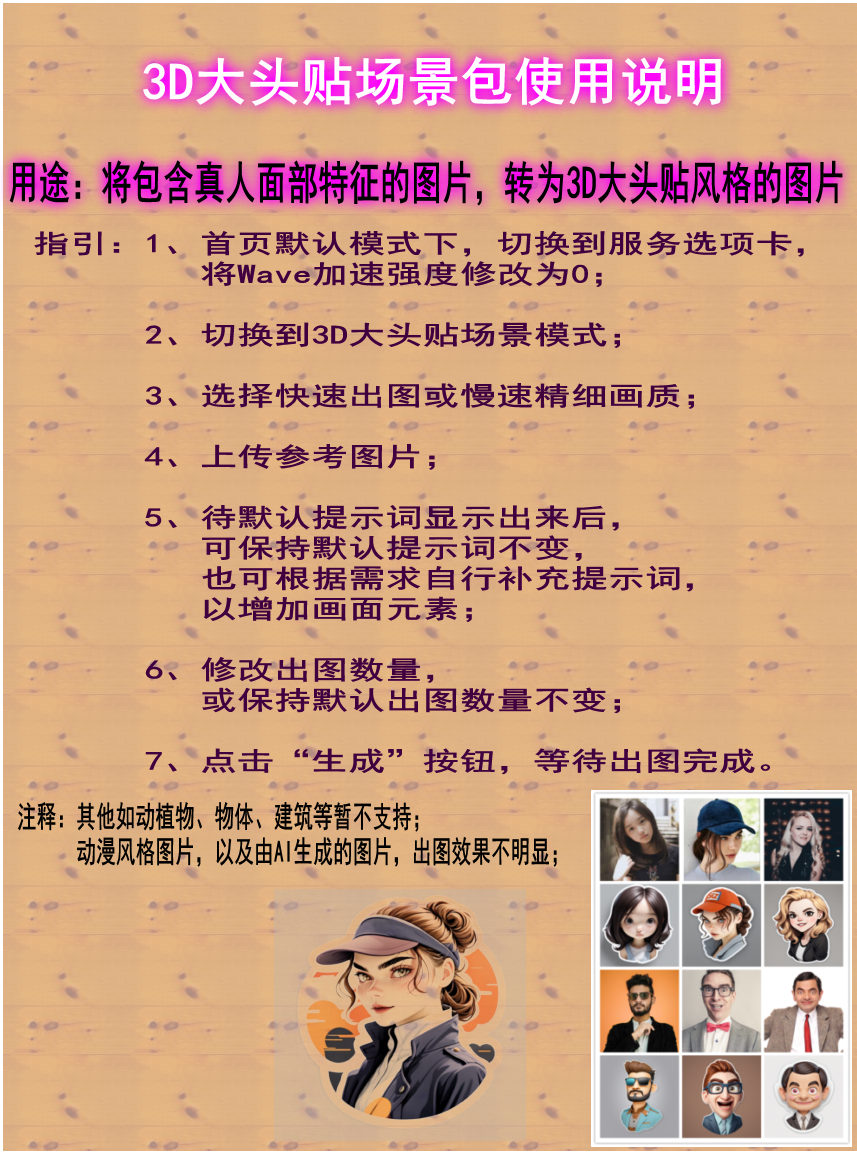 3D大头贴场景包使用说明
用途：将包含真人面部特征的图片，转为3D大头贴风格的图片
指引：1、首页默认模式下，切换到服务选项卡，
将Wave加速强度修改为0；
2、切换到3D大头贴场景模式；
3、选择快速出图或慢速精细画质；
4、上传参考图片；
5、待默认提示词显示出来后，
可保持默认提示词不变，
也可根据需求自行补充提示词，
以增加画面元素；
6、修改出图数量，
或保持默认出图数量不变；
7、点击“生成”按钮，等待出图完成。
注释：其他如动植物、物体、建筑等暂不支持；
动漫风格图片，以及由AI生成的图片，出图效果不明显；